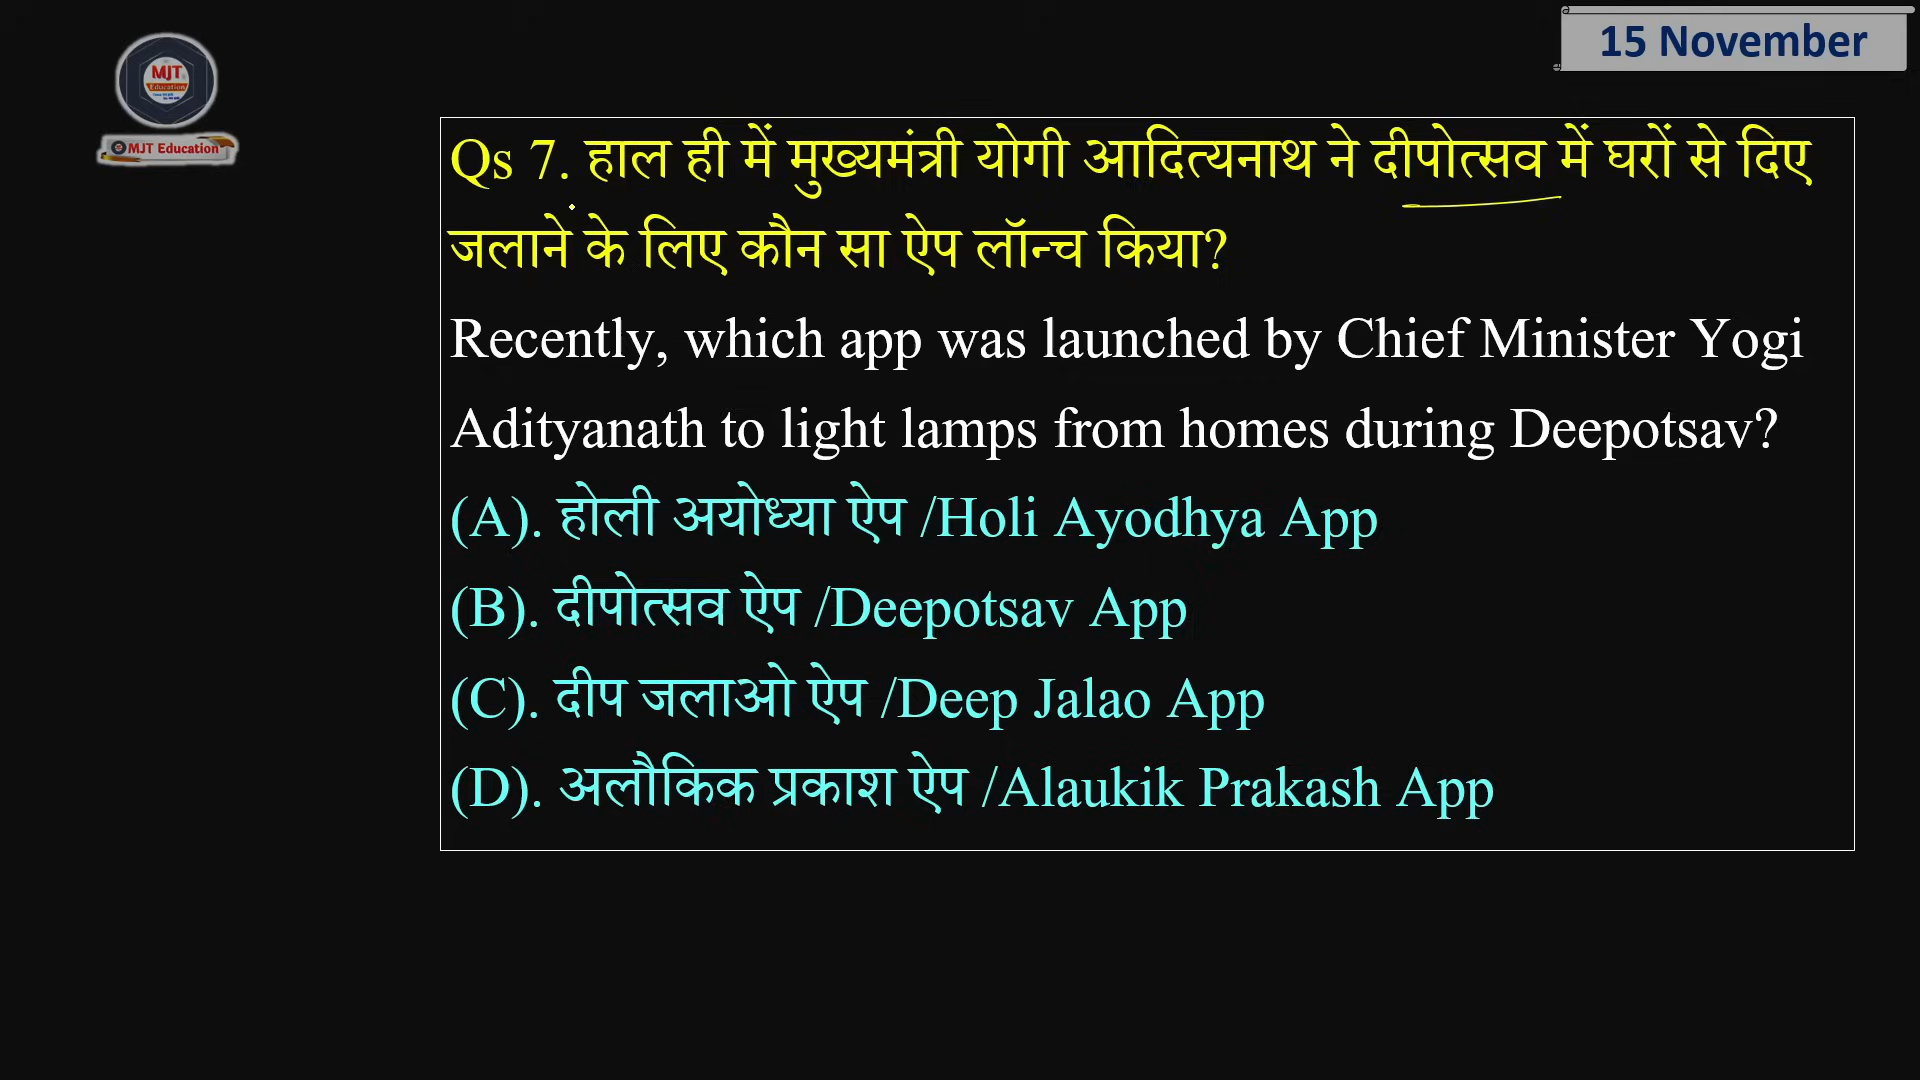 15 November
MJT
Education
MJT Education
Qs 7. हाल ही में मुख्यमंत्री योगी आदित्यनाथ ने दीपोत्सव में घरों से दिए
जलाने के लिए कौन सा ऐप लॉन्च किया?
Recently, which app was launched by Chief Minister Yogi
Adityanath to light lamps from homes during Deepotsav?
(A). होली अयोध्या ऐप /Holi Ayodhya App
(B). दीपोत्सव ऐप /Deepotsav App
(C). दीप जलाओ ऐप /Deep Jalao App
(D). अलौकिक प्रकाश ऐप /Alaukik Prakash App